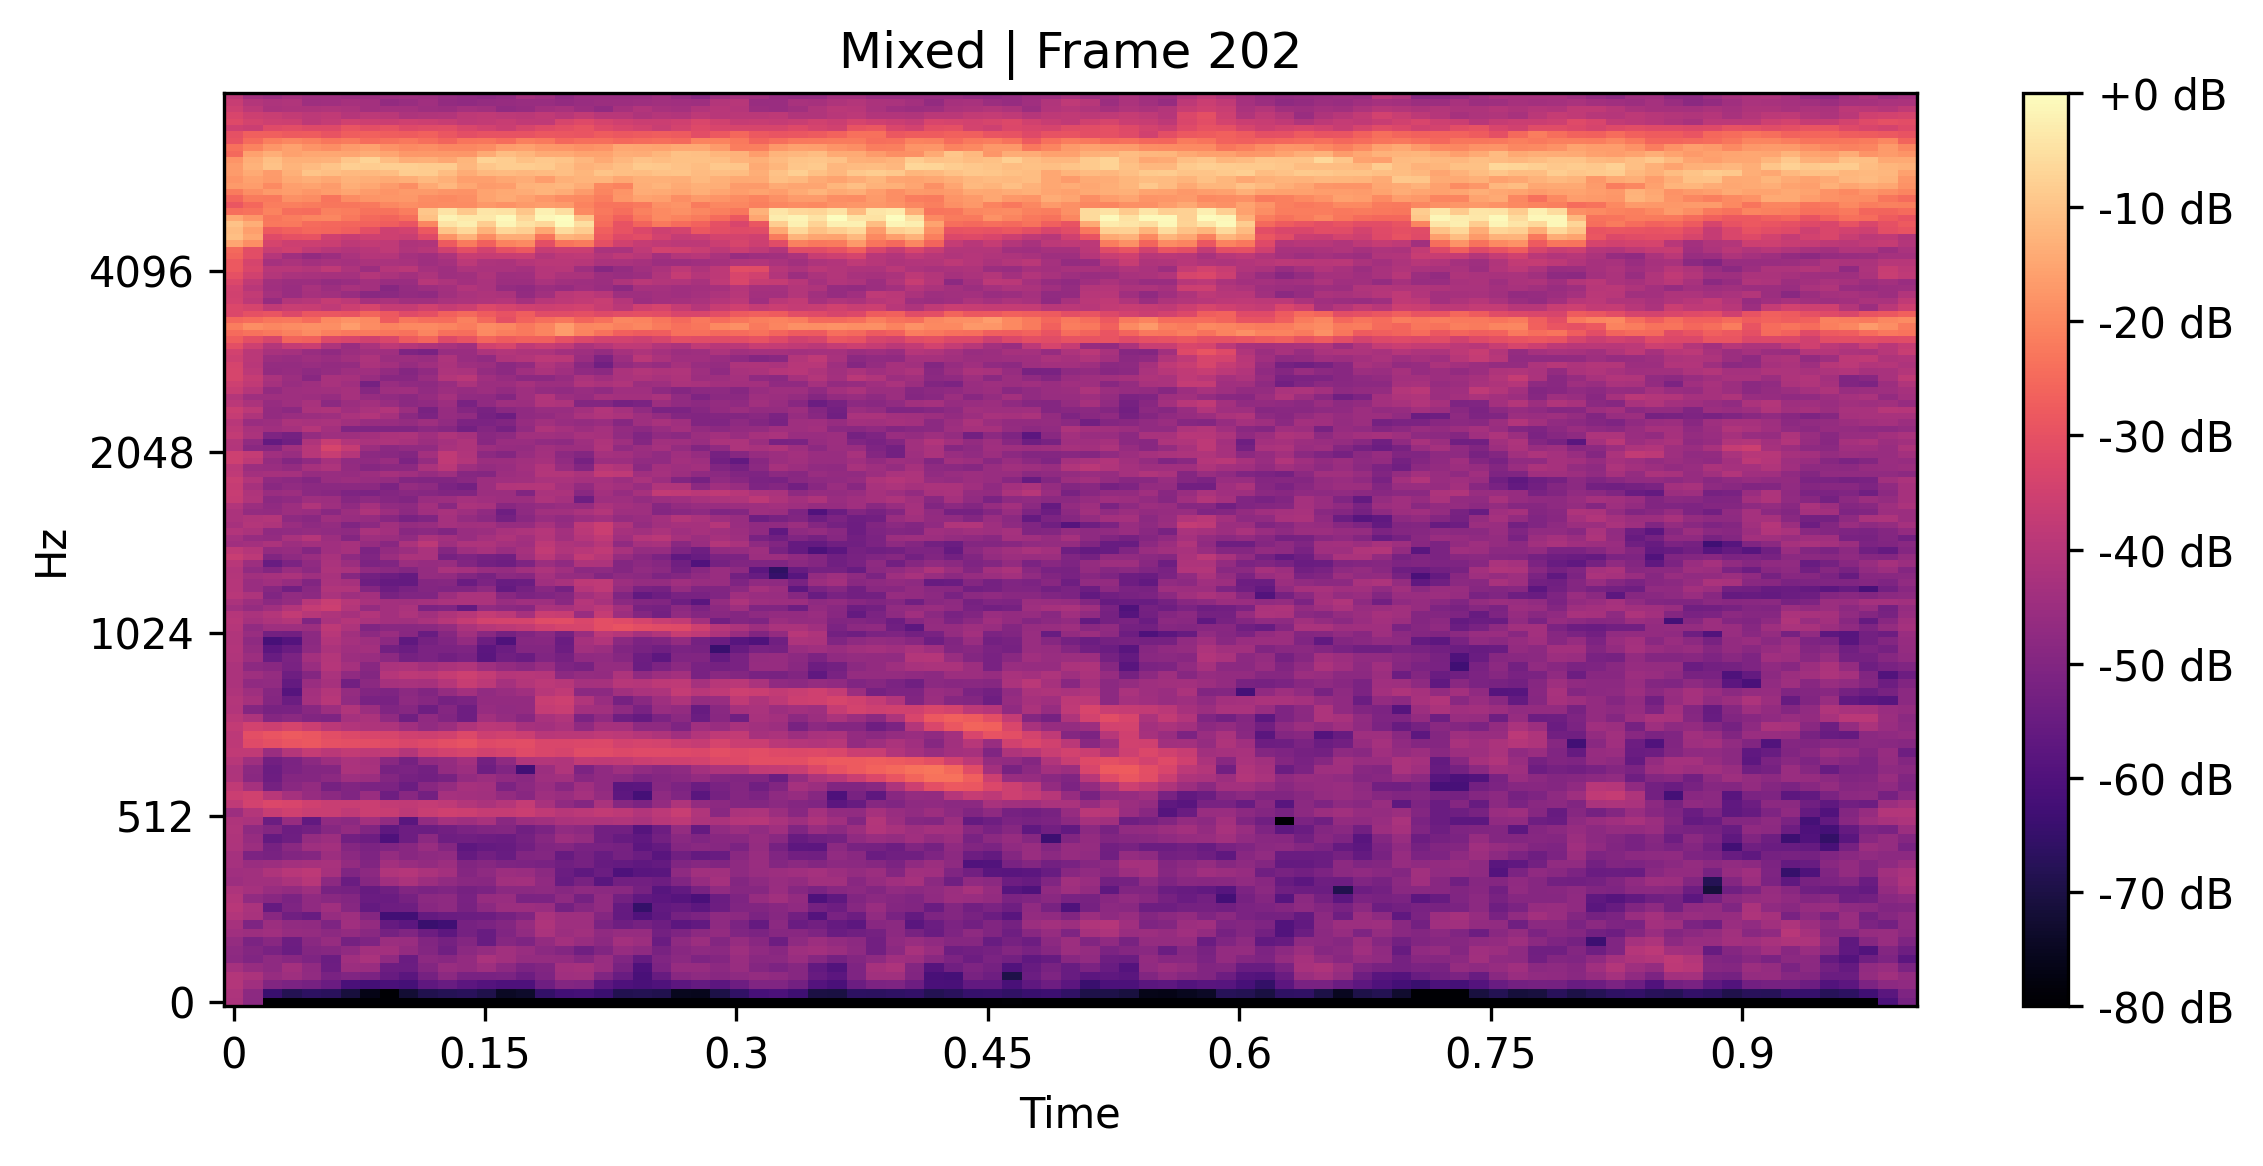 Mixed | Frame 202
Hz
4096
2048
1024
512
0
0 0.15 0.3 0.45 0.6 0.75 0.9
Time
+0 dB
-10 dB
-20 dB
-30 dB
-40 dB
-50 dB
-60 dB
-70 dB
-80 dB